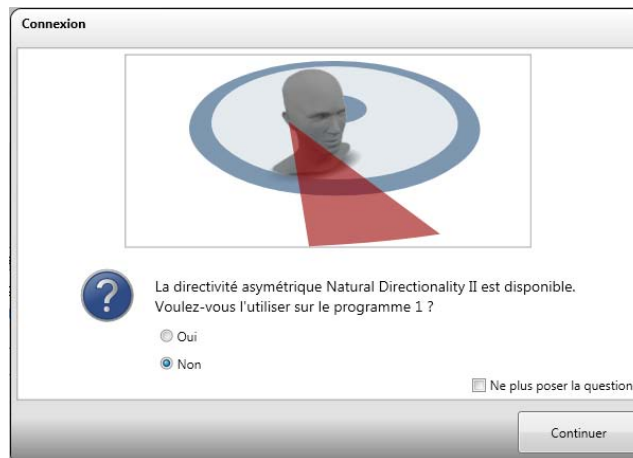 Connexion
La directivité asymétrique Natural Directionality II est disponible.
Voulez-vous l'utiliser sur le programme 1 ?
Oui
Non
Ne plus poser la question
Continuer